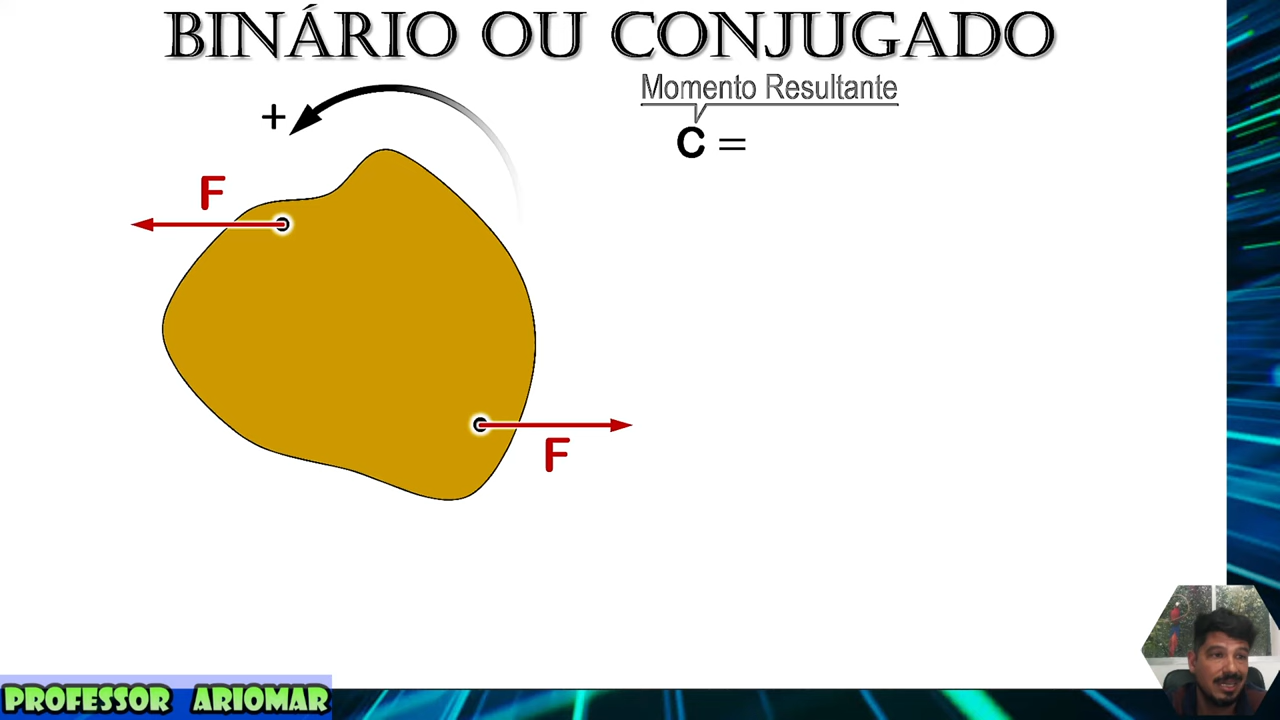 BINÁRIO OU CONJUGADO
Momento Resultante
C =
+
F
F
PROFESSOR ARIOMAR